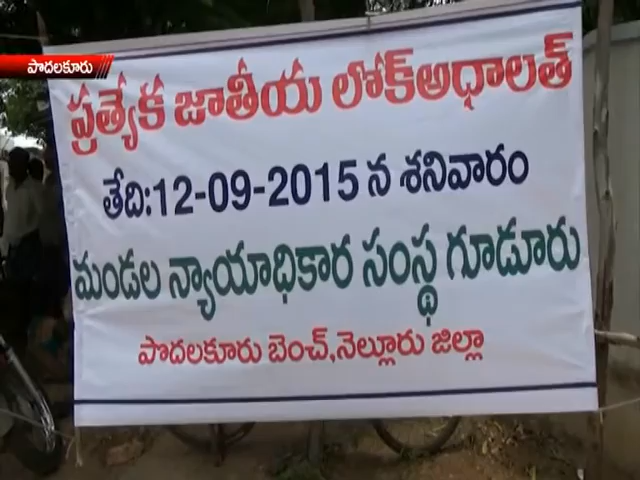 పొదలకూరు
ప్రత్యేక జాతీయ లోక్అధాలత్
తేది:12-09-2015 న శనివారం
మండల న్యాయాధికార సంస్థ గూడూరు
పొదలకూరు బెంచ్,నెల్లూరు జిల్లా